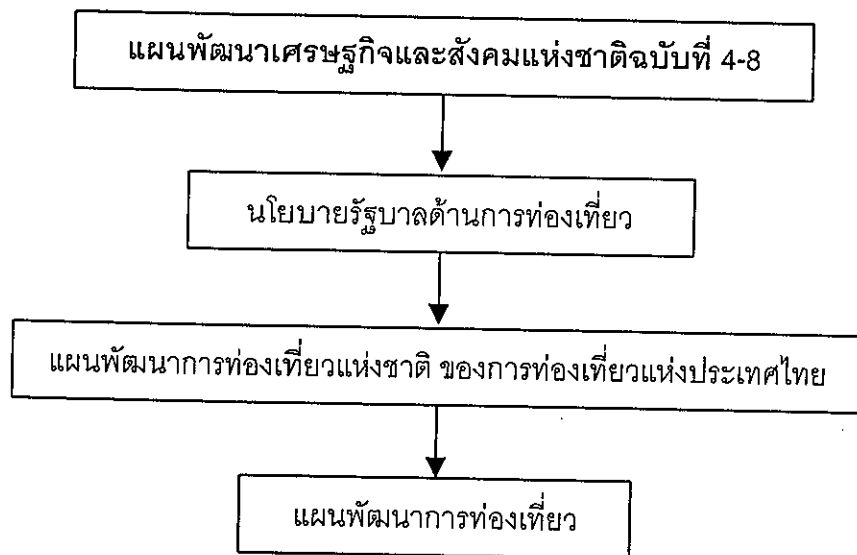 แผนพัฒนาเศรษฐกิจและสังคมแห่งชาติฉบับที่ 4-8
นโยบายรัฐบาลด้านการท่องเที่ยว
แผนพัฒนาการท่องเที่ยวแห่งชาติ ของการท่องเที่ยวแห่งประเทศไทย
แผนพัฒนาการท่องเที่ยว